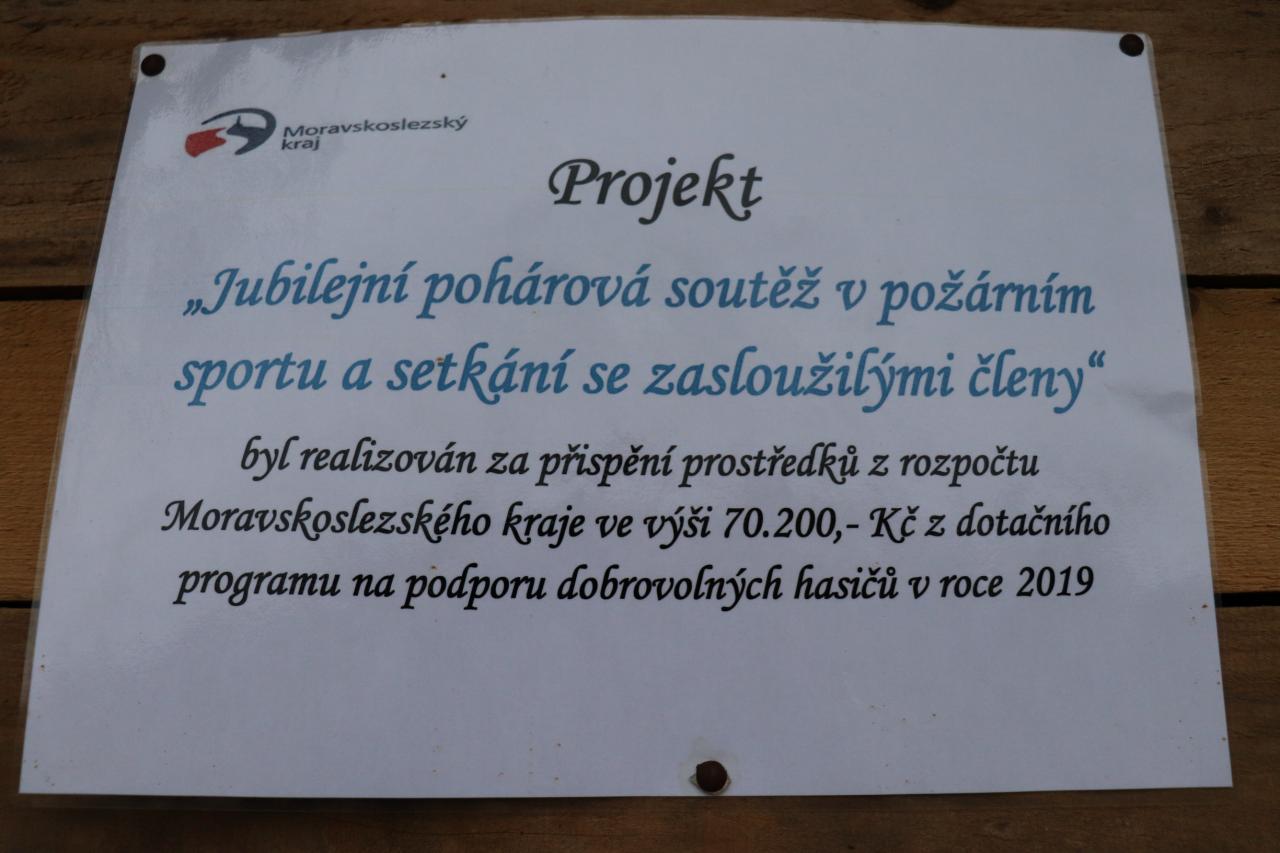 Moravskoslezský
kraj
Projekt
„Jubilejní pohárová soutěž v požárním
sportu a setkání se zasloužilými členy“
byl realizován za přispění prostředků z rozpočtu
Moravskoslezského kraje ve výši 70.200,- Kč z dotačního
programu na podporu dobrovolných hasičů v roce 2019